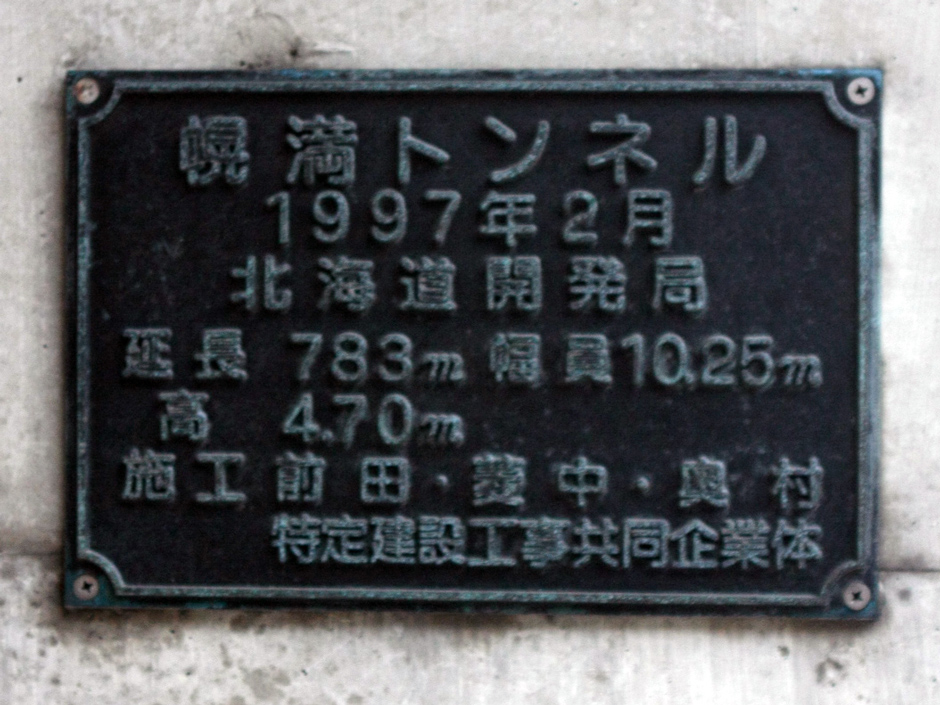 幌満トンネル
1997年2月
北海道開発局
延長 783m 幅員10.25m
高 4.70m
施工 前田・菱中・奥村
特定建設工事共同企業体